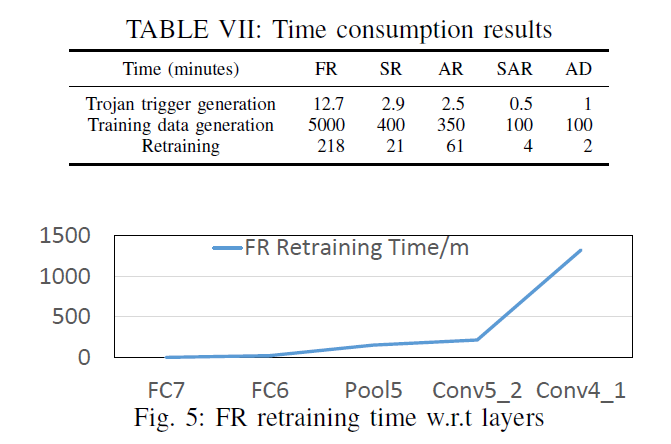 TABLE VII: Time consumption results
Time (minutes) FR SR AR SAR AD
Trojan trigger generation 12.7 2.9 2.5 0.5 1
Training data generation 5000 400 350 100 100
Retraining 218 21 61 4 2
1500
FR Retraining Time/m
1000
500
0
FC7 FC6 Pool5 Conv5_2 Conv4_1
Fig. 5: FR retraining time w.r.t layers